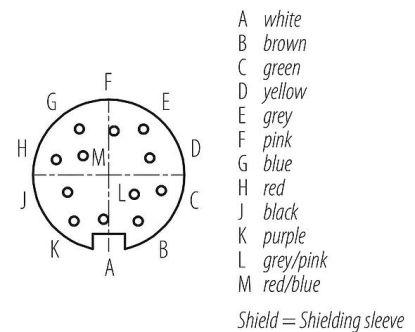 F
G
E
H
M
D
J
L
C
K
B
A
A white
B brown
C green
D yellow
E grey
F pink
G blue
H red
J black
K purple
L grey/pink
M red/blue
Shield = Shielding sleeve